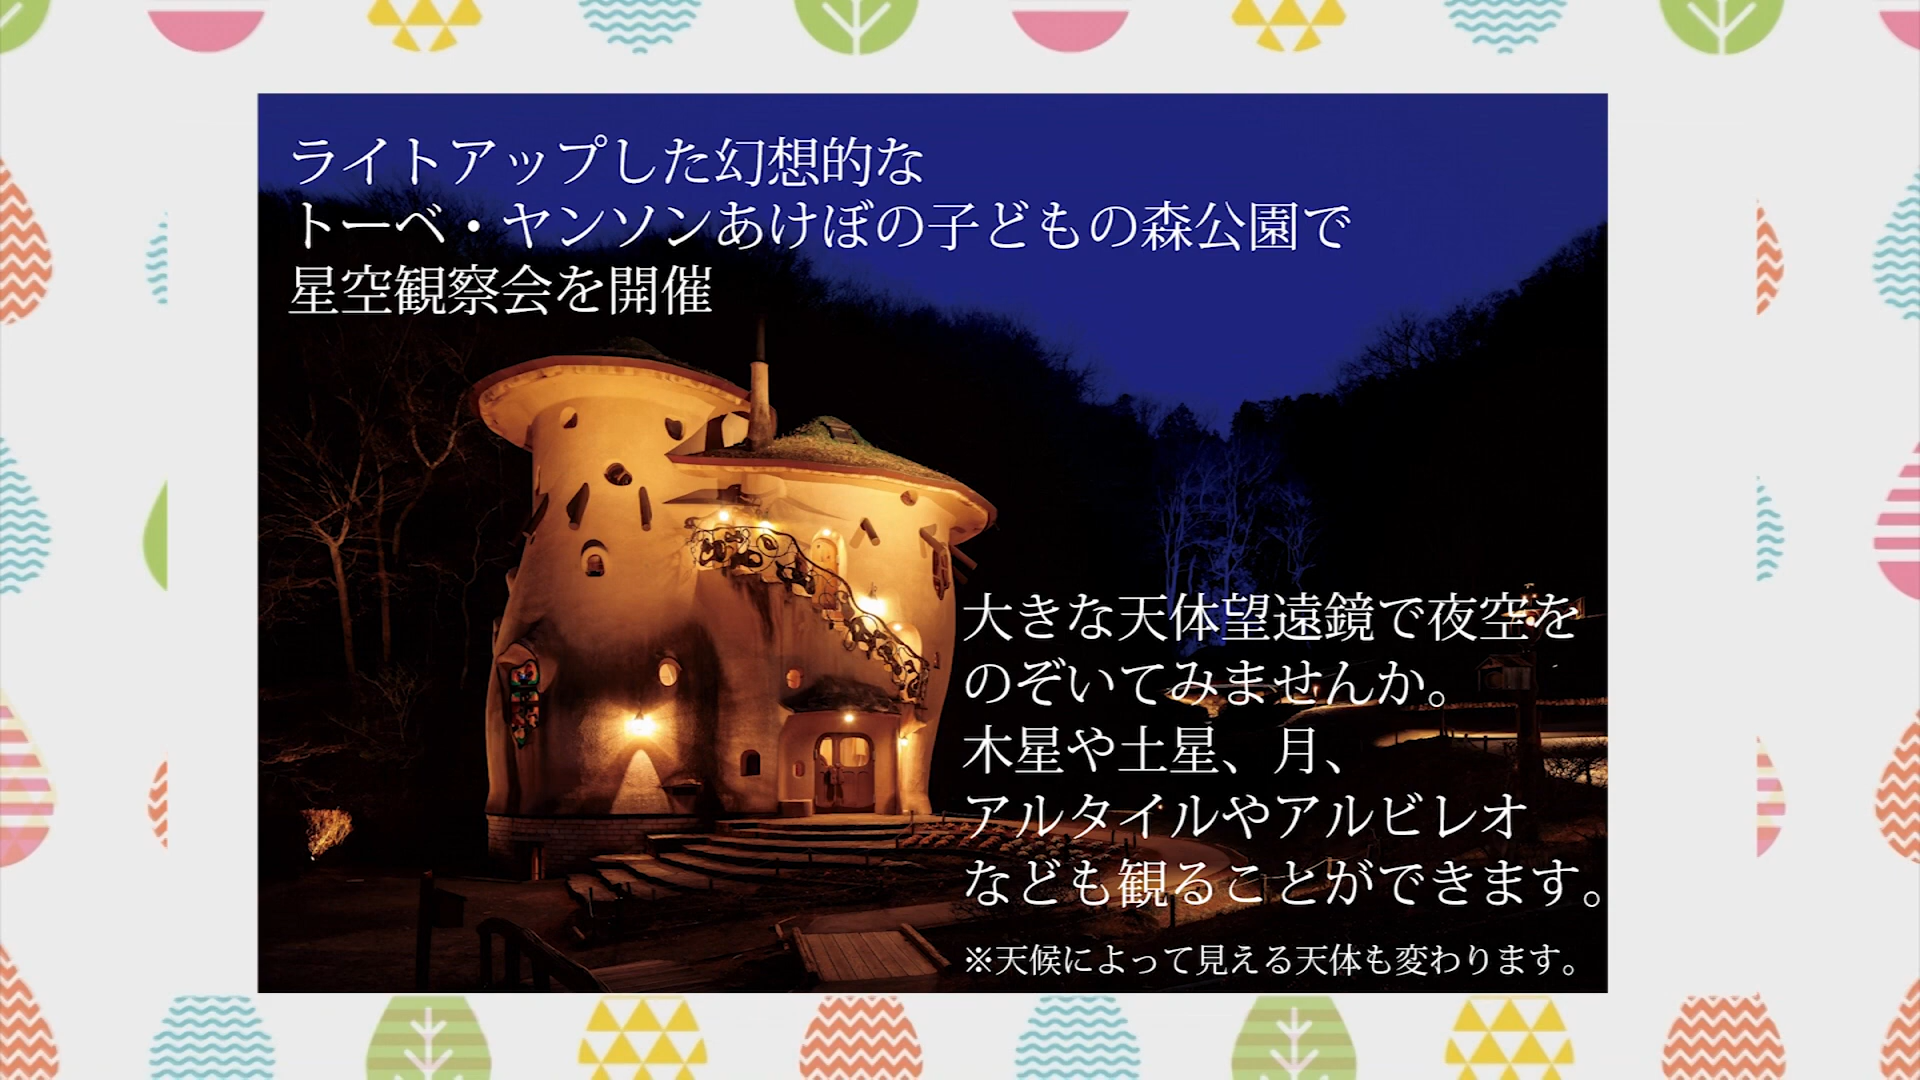 ライトアップした幻想的な
トーベ・ヤンソンあけぼの子どもの森公園で
星空観察会を開催
大きな天体望遠鏡で夜空を
のぞいてみませんか。
木星や土星、月、
アルタイルやアルビレオ
なども観ることができます。
※天候によって見える天体も変わります。